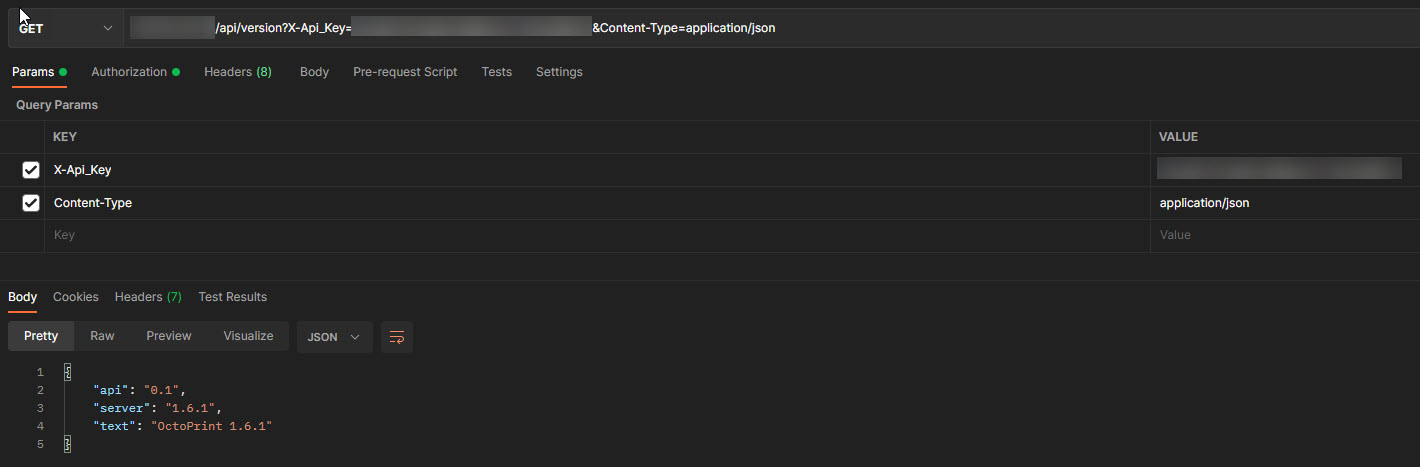 GET /api/version?X-Api_Key= &Content-Type=application/json
Params Authorization Headers (8) Body Pre-request Script Tests Settings
Query Params
KEY VALUE
X-Api_Key
Content-Type application/json
Key Value
Body Cookies Headers (7) Test Results
Pretty Raw Preview Visualize JSON
1 {
2 "api": "0.1",
3 "server": "1.6.1",
4 "text": "OctoPrint 1.6.1"
5 }